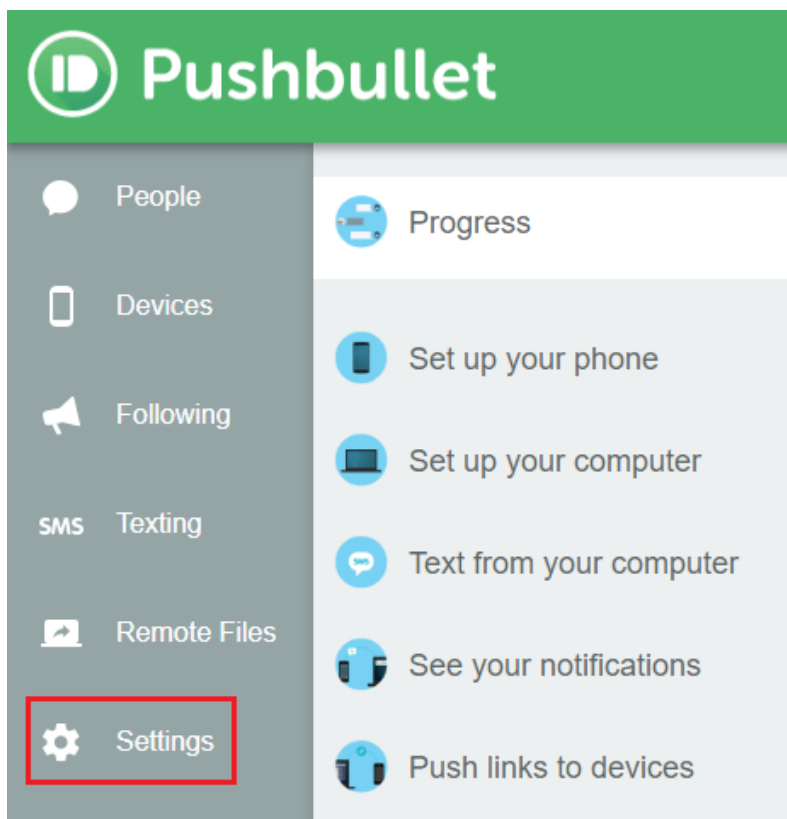 Pushbullet
People
Devices
Following
SMS Texting
Remote Files
Settings
Progress
Set up your phone
Set up your computer
Text from your computer
See your notifications
Push links to devices